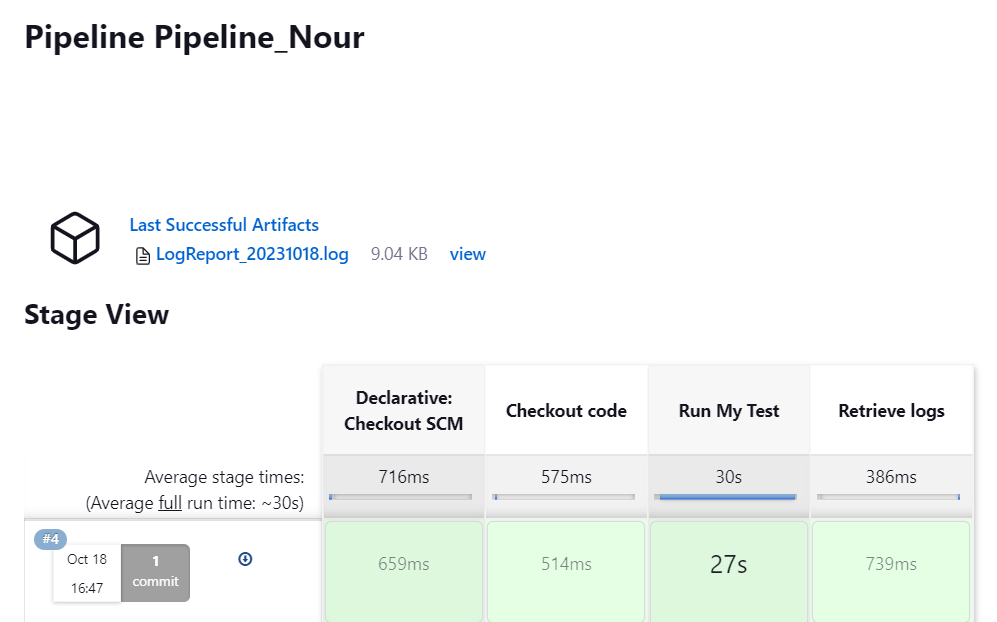 Pipeline Pipeline_Nour
Last Successful Artifacts
LogReport_20231018.log 9.04 KB view
Stage View
Declarative: Checkout SCM
Checkout code
Run My Test
Retrieve logs
Average stage times:
(Average full run time: ~30s)
716ms 575ms 30s 386ms
#4
Oct 18
16:47
1
commit
659ms 514ms 27s 739ms